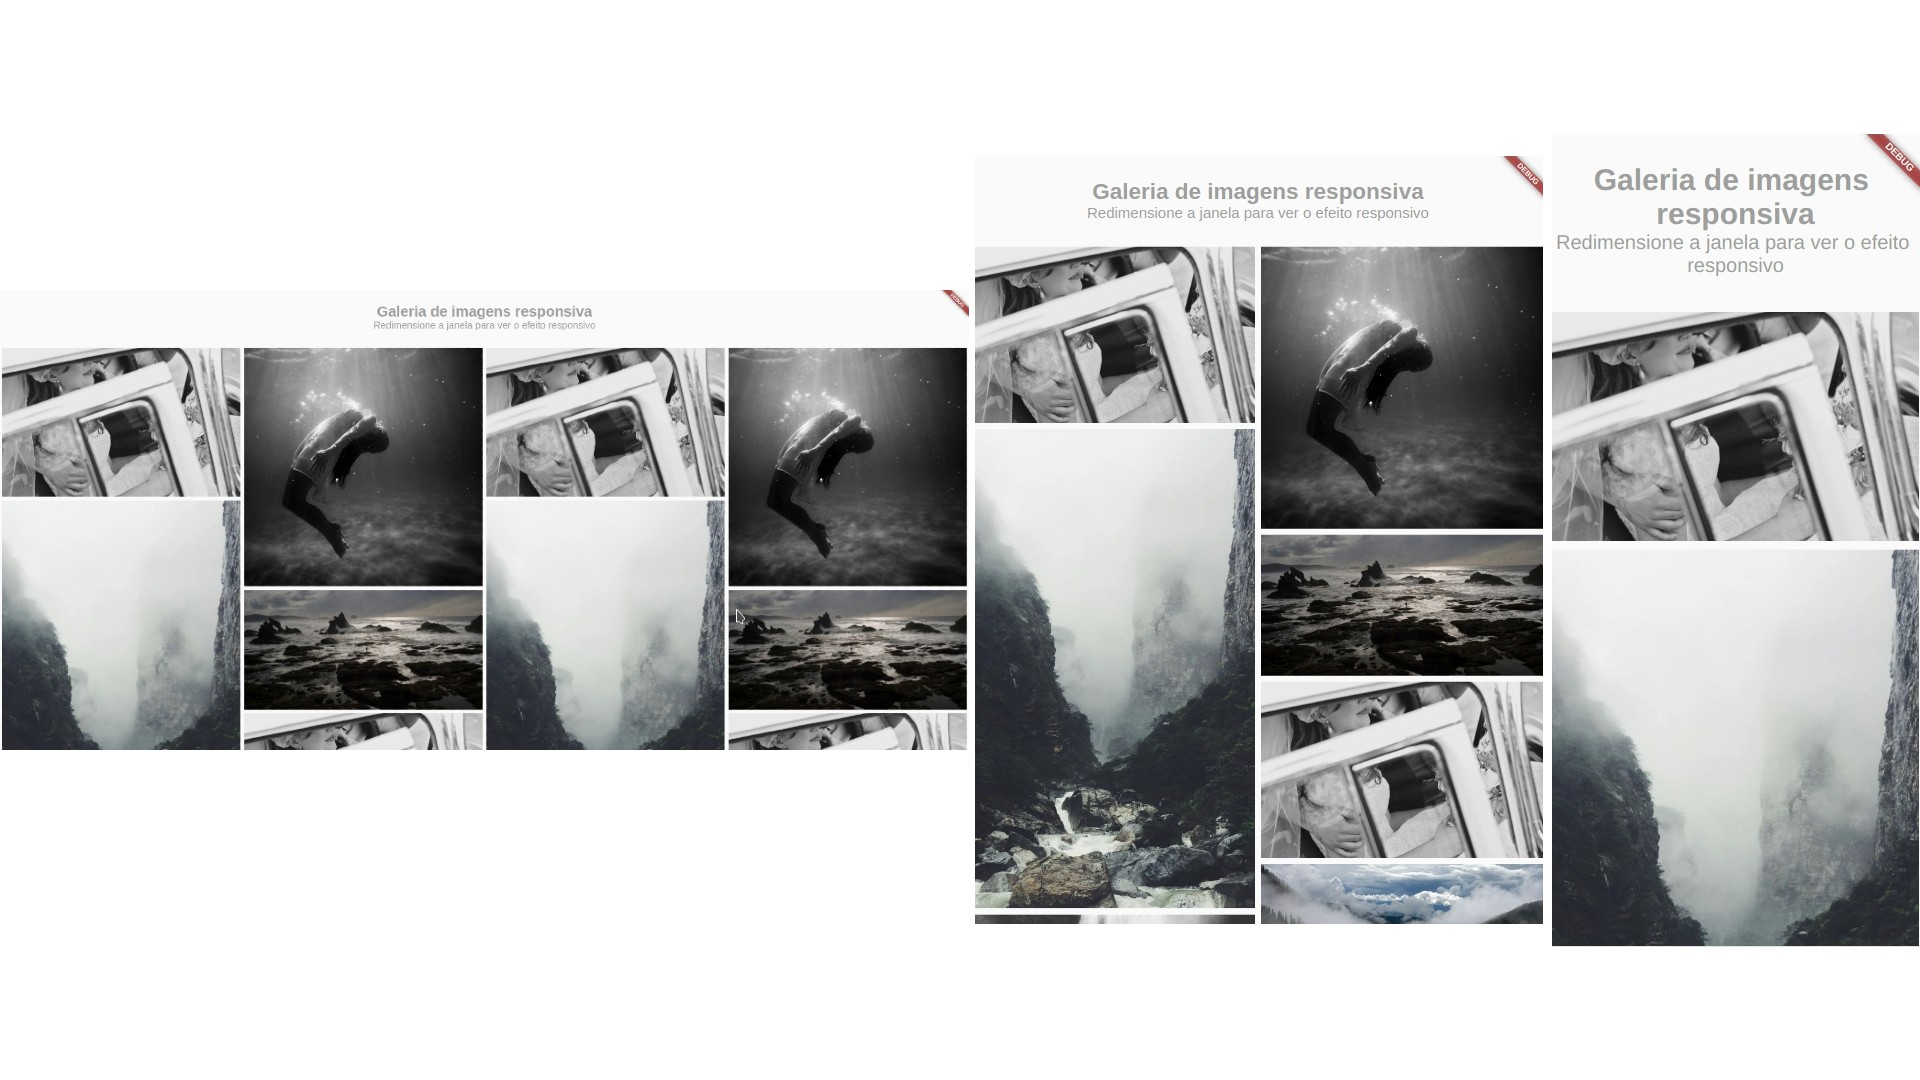 Galeria de imagens responsiva
Redimensione a janela para ver o efeito responsivo
DEBUG
Galeria de imagens responsiva
Redimensione a janela para ver o efeito responsivo
DEBUG
Galeria de imagens
responsiva
Redimensione a janela para ver o efeito
responsivo
DEBUG